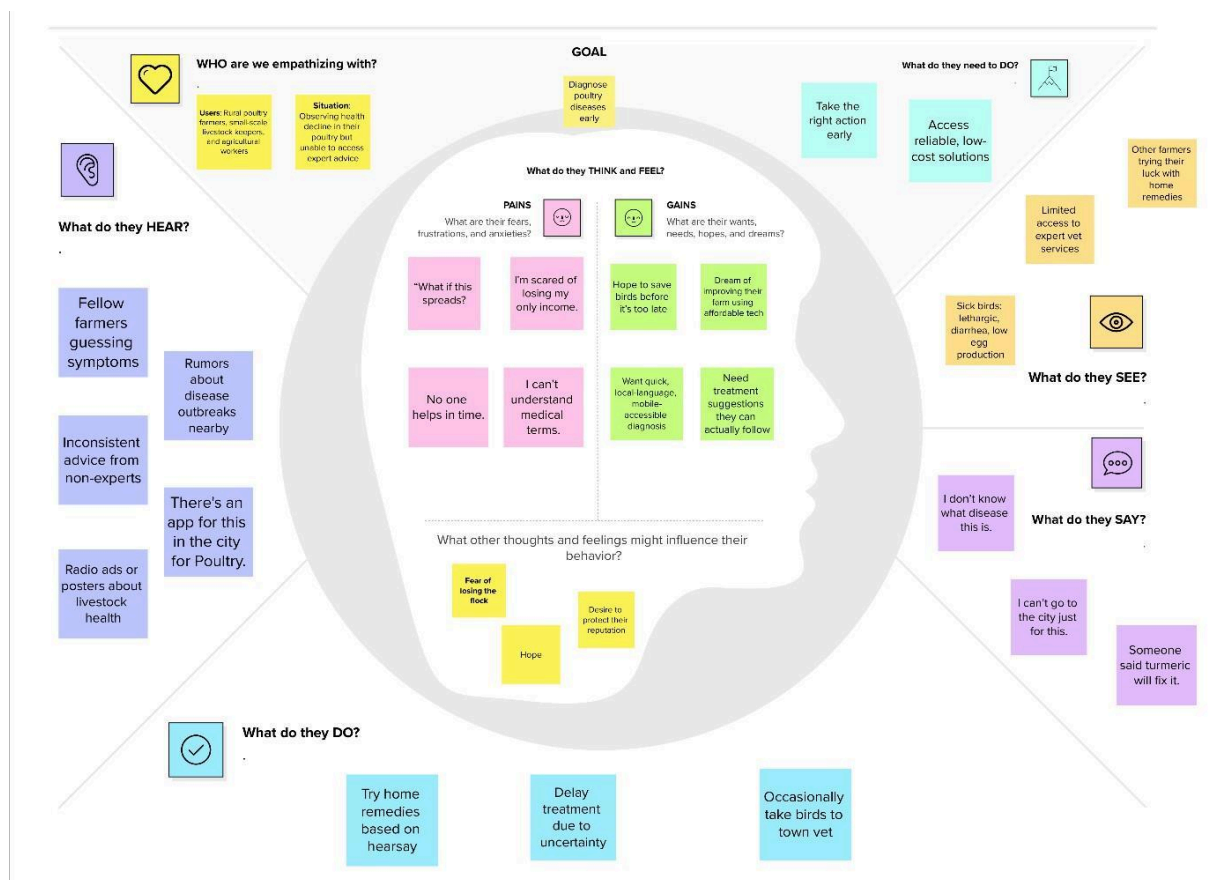 GOAL
WHO are we empathizing with?
.
Users: Rural poultry
farmers, small-scale
livestock keepers,
and agricultural
workers
Situation:
Observing health
decline in their
poultry but
unable to access
expert advice
Diagnose
poultry
diseases
early
What do they need to DO?
.
Take the
right action
early
Access
reliable, low-
cost solutions
What do they HEAR?
.
Fellow
farmers
guessing
symptoms
Rumors
about
disease
outbreaks
nearby
Inconsistent
advice from
non-experts
There's an
app for this
in the city
for Poultry.
Radio ads or
posters about
livestock
health
What do they THINK and FEEL?
PAINS
What are their fears,
frustrations, and anxieties?
"What if this
spreads?
I'm scared of
losing my
only income.
No one
helps in time.
I can't
understand
medical
terms.
GAINS
What are their wants,
needs, hopes, and dreams?
Hope to save
birds before
it's too late
Dream of
improving their
farm using
affordable tech
Want quick,
local-language,
mobile-
accessible
diagnosis
Need
treatment
suggestions
they can
actually follow
What other thoughts and feelings might influence their
behavior?
Fear of
losing the
flock
Hope
Desire to
protect their
reputation
Other farmers
trying their
luck with
home
remedies
Limited
access to
expert vet
services
Sick birds:
lethargic,
diarrhea, low
egg
production
What do they SEE?
.
What do they SAY?
.
I don't know
what disease
this is.
I can't go to
the city just
for this.
Someone
said turmeric
will fix it.
What do they DO?
.
Try home
remedies
based on
hearsay
Delay
treatment
due to
uncertainty
Occasionally
take birds to
town vet